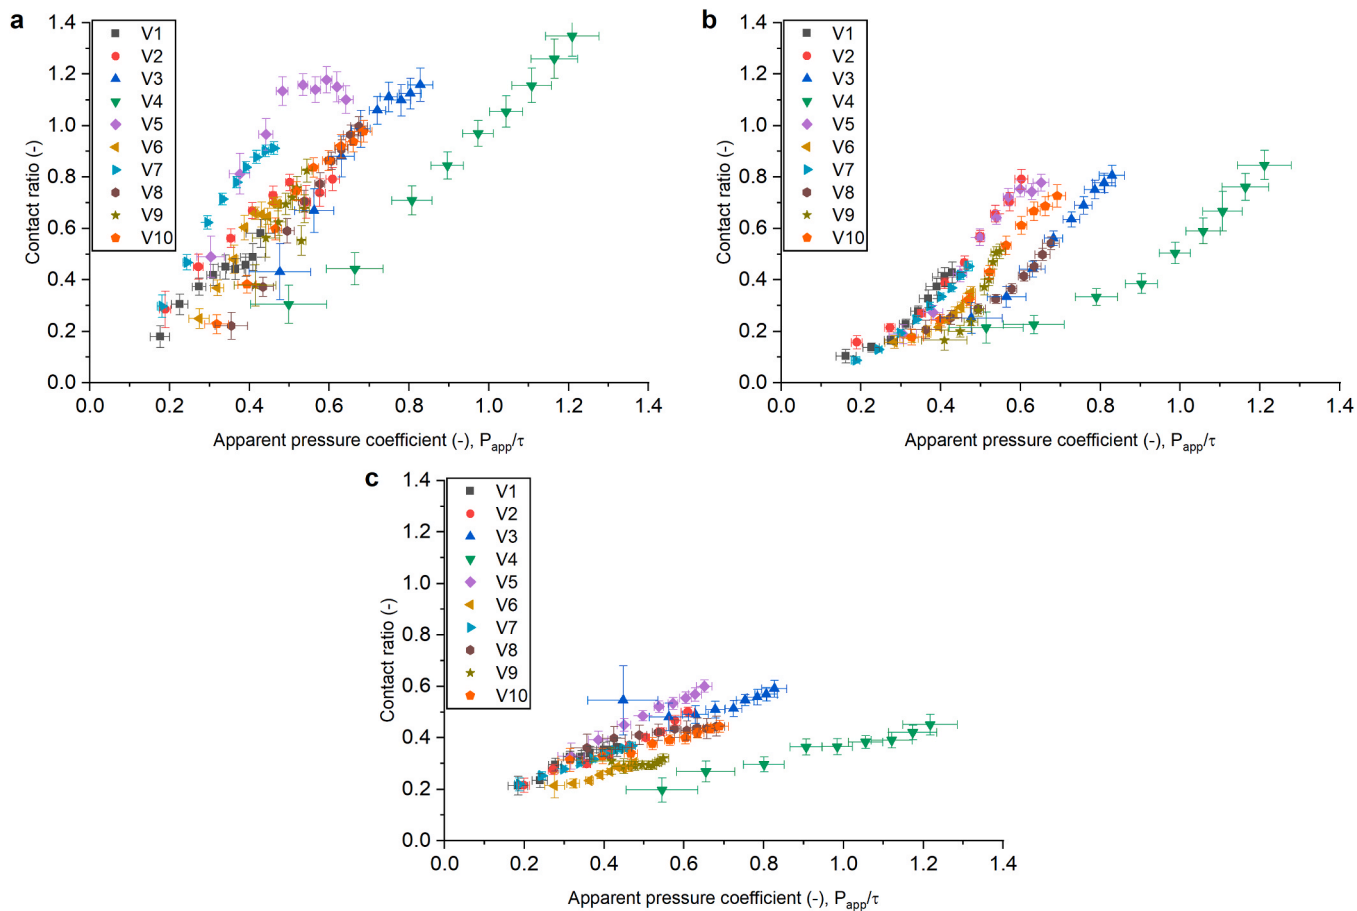 a
1.4
1.2
1.0
0.8
0.6
0.4
0.2
0.0
Contact ratio (-)
V1
V2
V3
V4
V5
V6
V7
V8
V9
V10
0.0 0.2 0.4 0.6 0.8 1.0 1.2 1.4
Apparent pressure coefficient (-), Papp/τ
b
1.4
1.2
1.0
0.8
0.6
0.4
0.2
0.0
Contact ratio (-)
V1
V2
V3
V4
V5
V6
V7
V8
V9
V10
0.0 0.2 0.4 0.6 0.8 1.0 1.2 1.4
Apparent pressure coefficient (-), Papp/τ
c
1.4
1.2
1.0
0.8
0.6
0.4
0.2
0.0
Contact ratio (-)
V1
V2
V3
V4
V5
V6
V7
V8
V9
V10
0.0 0.2 0.4 0.6 0.8 1.0 1.2 1.4
Apparent pressure coefficient (-), Papp/τ